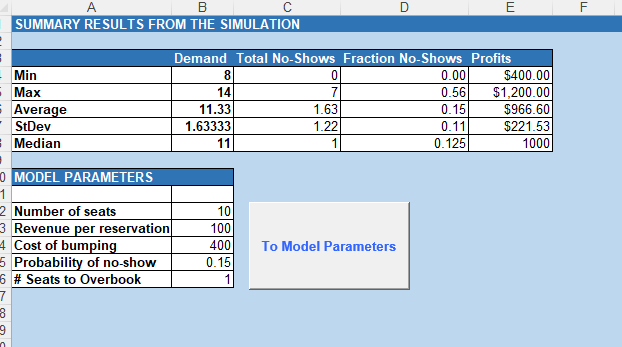 A B C D E F
SUMMARY RESULTS FROM THE SIMULATION
Demand Total No-Shows Fraction No-Shows Profits
Min 8 0 0.00 $400.00
Max 14 7 0.56 $1,200.00
Average 11.33 1.63 0.15 $966.60
StDev 1.63333 1.22 0.11 $221.53
Median 11 1 0.125 1000
MODEL PARAMETERS
Number of seats 10
Revenue per reservation 100
Cost of bumping 400
To Model Parameters
Probability of no-show 0.15
# Seats to Overbook 1